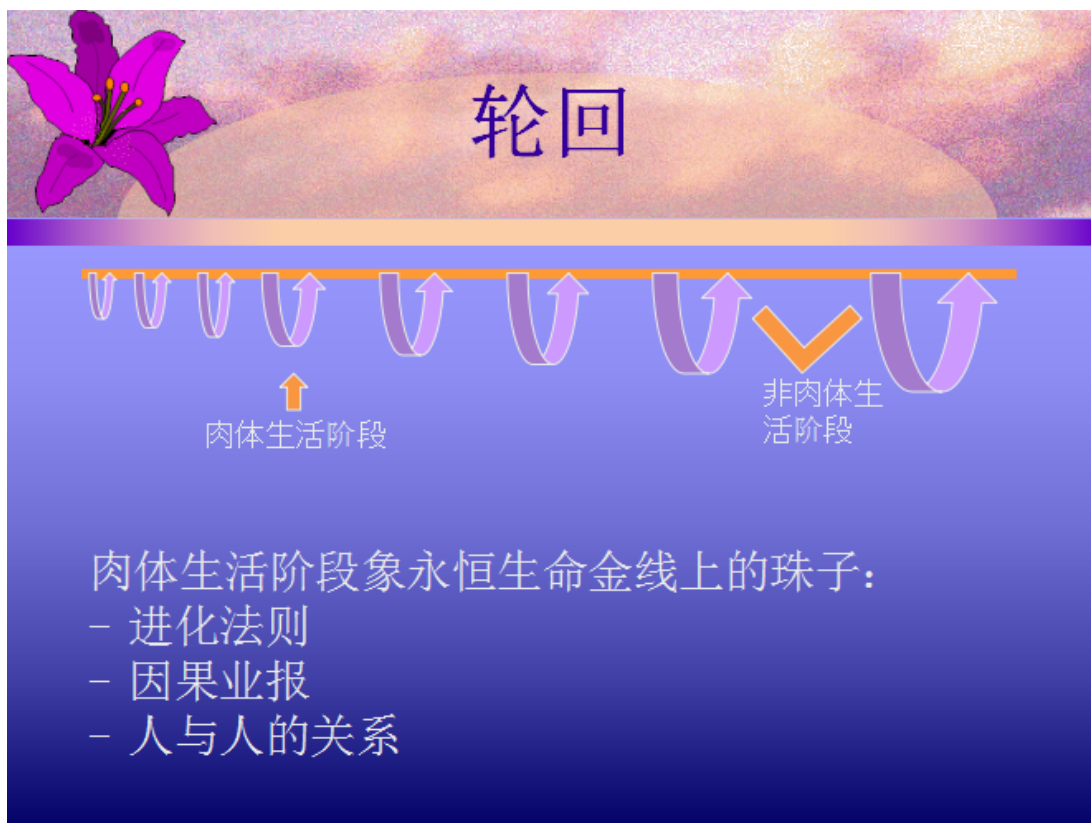 轮回
肉体生活阶段
非肉体生
活阶段
肉体生活阶段象永恒生命金线上的珠子：
- 进化法则
- 因果业报
- 人与人的关系